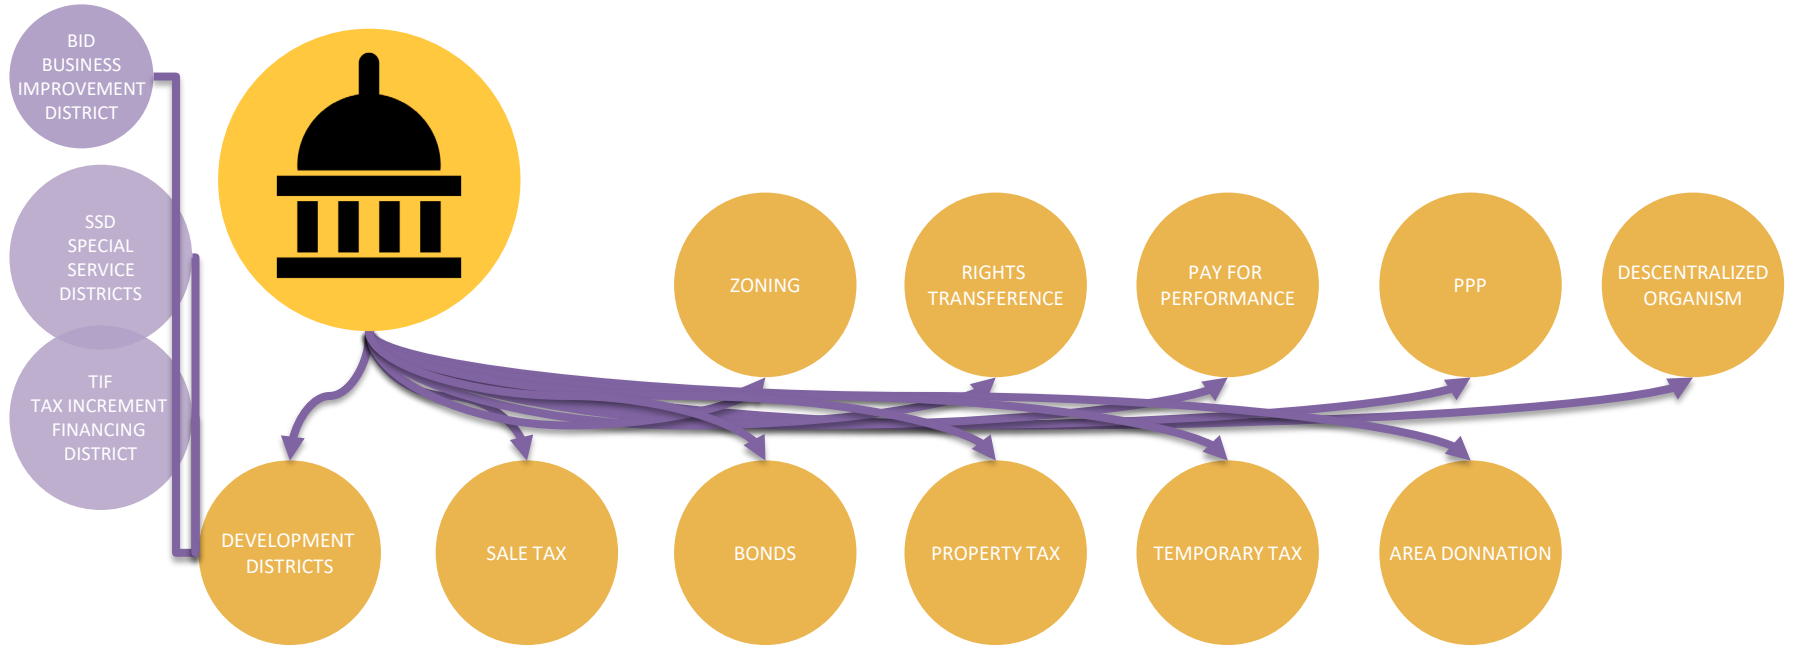 BID
BUSINESS
IMPROVEMENT
DISTRICT
SSD
SPECIAL
SERVICE
DISTRICTS
TIF
TAX INCREMENT
FINANCING
DISTRICT
ZONING
RIGHTS
TRANSFERENCE
PAY FOR
PERFORMANCE
PPP
DESCENTRALIZED
ORGANISM
DEVELOPMENT
DISTRICTS
SALE TAX
BONDS
PROPERTY TAX
TEMPORARY TAX
AREA DONNATION